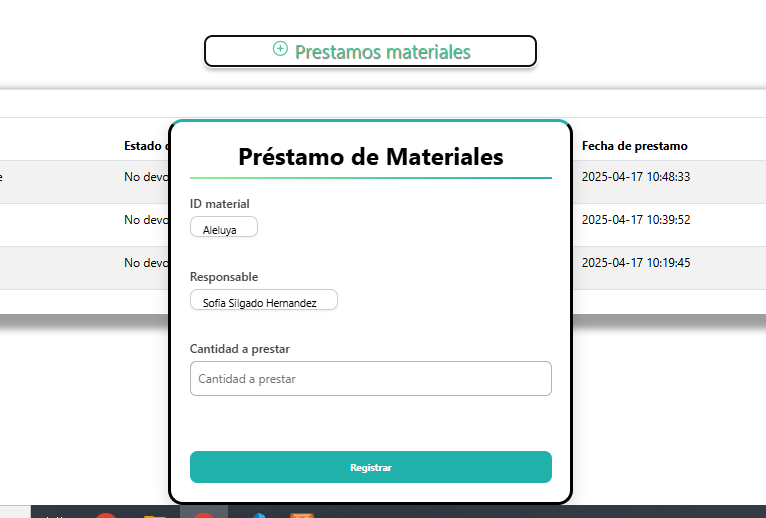 Prestamos materiales
Préstamo de Materiales
Estado
Fecha de prestamo
ID material
Aleluya
No devo
2025-04-17 10:48:33
No devo
2025-04-17 10:39:52
No devo
2025-04-17 10:19:45
Responsable
Sofia Silgado Hernandez
Cantidad a prestar
Cantidad a prestar
Registrar